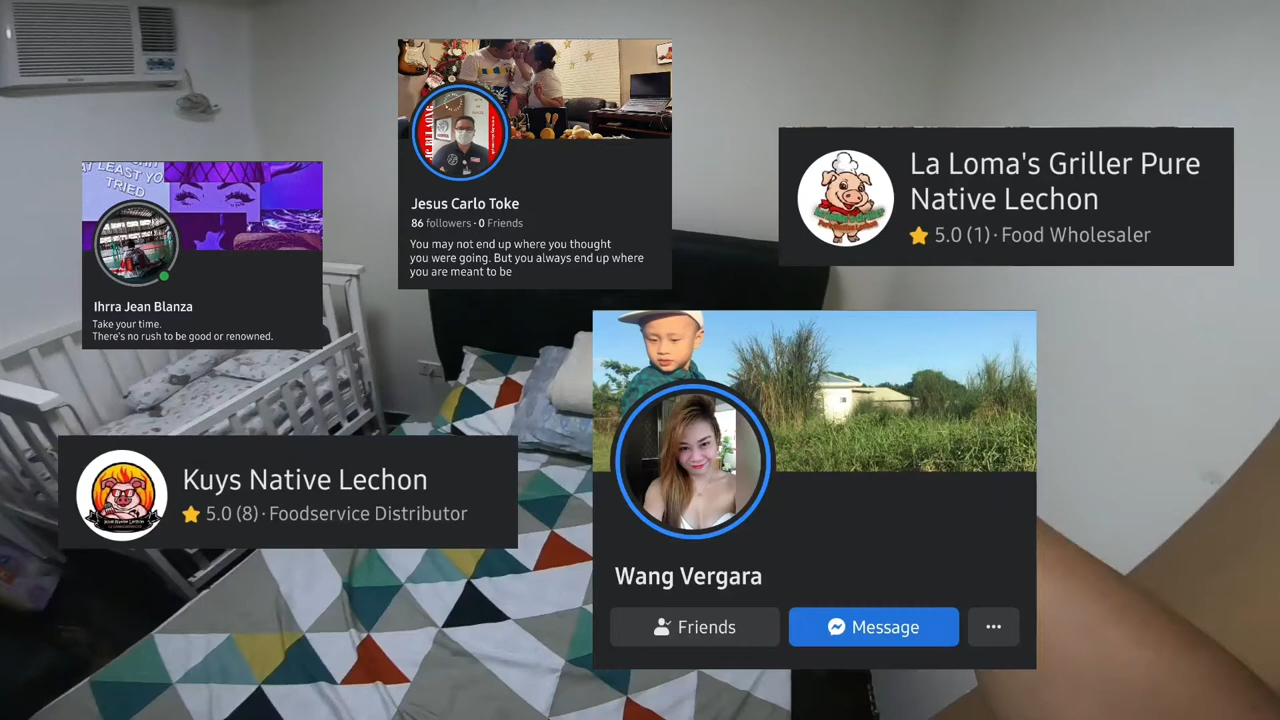 AT LEAST YO
TRIED
Ihrra Jean Blanza
Take your time.
There's no rush to be good or renowned.
Jesus Carlo Toke
86 followers · 0 Friends
You may not end up where you thought
you were going. But you always end up where
you are meant to be
La Loma's Griller Pure
Native Lechon
5.0 (1) · Food Wholesaler
Kuys Native Lechon
5.0 (8) · Foodservice Distributor
Wang Vergara
Friends
Message